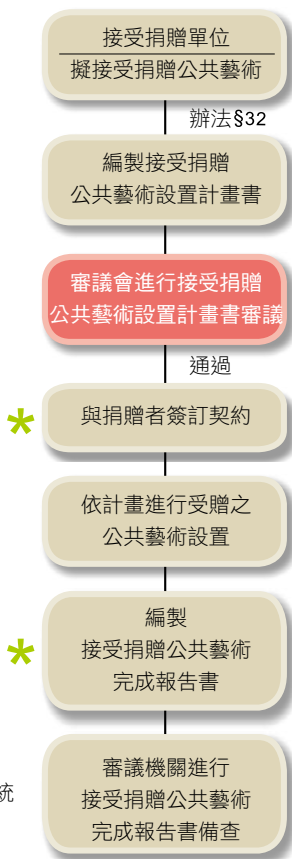 接受捐贈單位
擬接受捐贈公共藝術
辦法§32
編製接受捐贈
公共藝術設置計畫書
審議會進行接受捐贈
公共藝術設置計畫書審議
通過
* 與捐贈者簽訂契約
依計畫進行受贈之
公共藝術設置
編製
* 接受捐贈公共藝術
完成報告書
審議機關進行
統 接受捐贈公共藝術
完成報告書備查